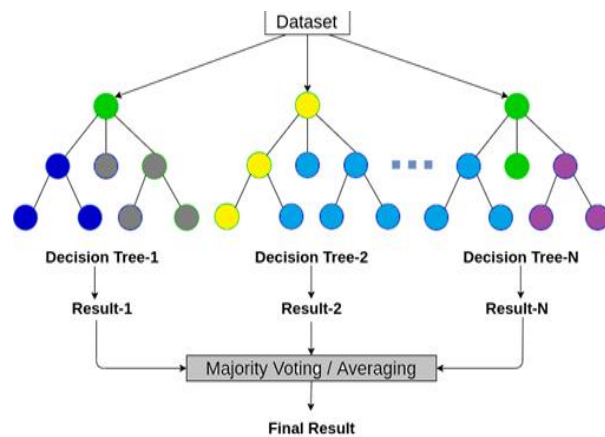 Dataset
Decision Tree-1
Decision Tree-2
Decision Tree-N
Result-1
Result-2
Result-N
Majority Voting / Averaging
Final Result